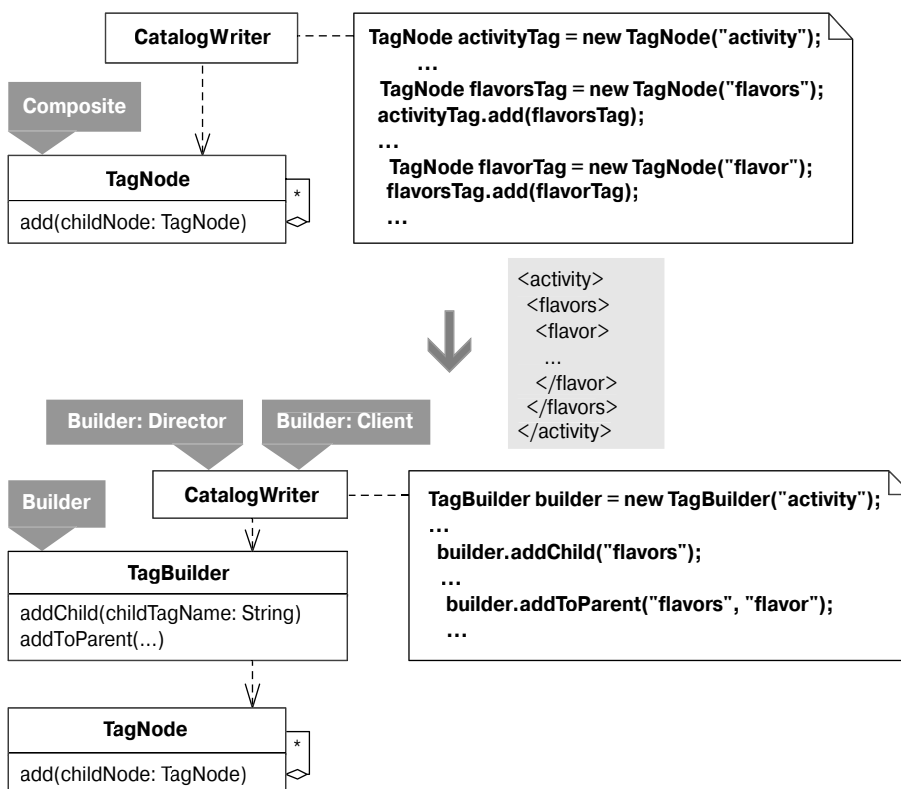 CatalogWriter
TagNode activityTag = new TagNode("activity");
...
TagNode flavorsTag = new TagNode("flavors");
activityTag.add(flavorsTag);
...
TagNode flavorTag = new TagNode("flavor");
flavorsTag.add(flavorTag);
...
Composite
TagNode
*
add(childNode: TagNode)
<activity>
<flavors>
<flavor>
...
</flavor>
</flavors>
</activity>
Builder: Director
Builder: Client
CatalogWriter
Builder
TagBuilder
addChild(childTagName: String)
addToParent(...)
TagBuilder builder = new TagBuilder("activity");
...
builder.addChild("flavors");
...
builder.addToParent("flavors", "flavor");
...
TagNode
*
add(childNode: TagNode)